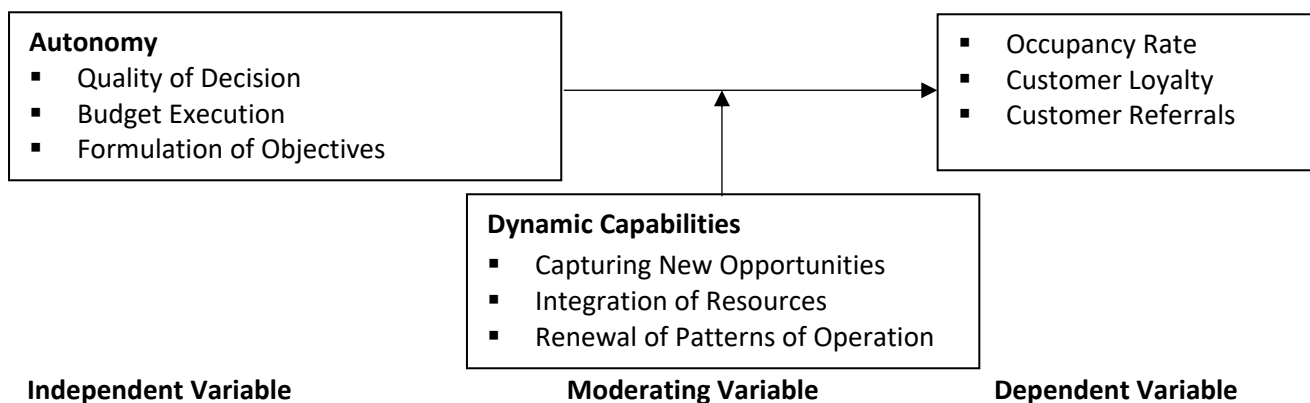 Autonomy
▪ Quality of Decision
▪ Budget Execution
▪ Formulation of Objectives
▪ Occupancy Rate
▪ Customer Loyalty
▪ Customer Referrals
Dynamic Capabilities
▪ Capturing New Opportunities
▪ Integration of Resources
▪ Renewal of Patterns of Operation
Independent Variable
Moderating Variable
Dependent Variable